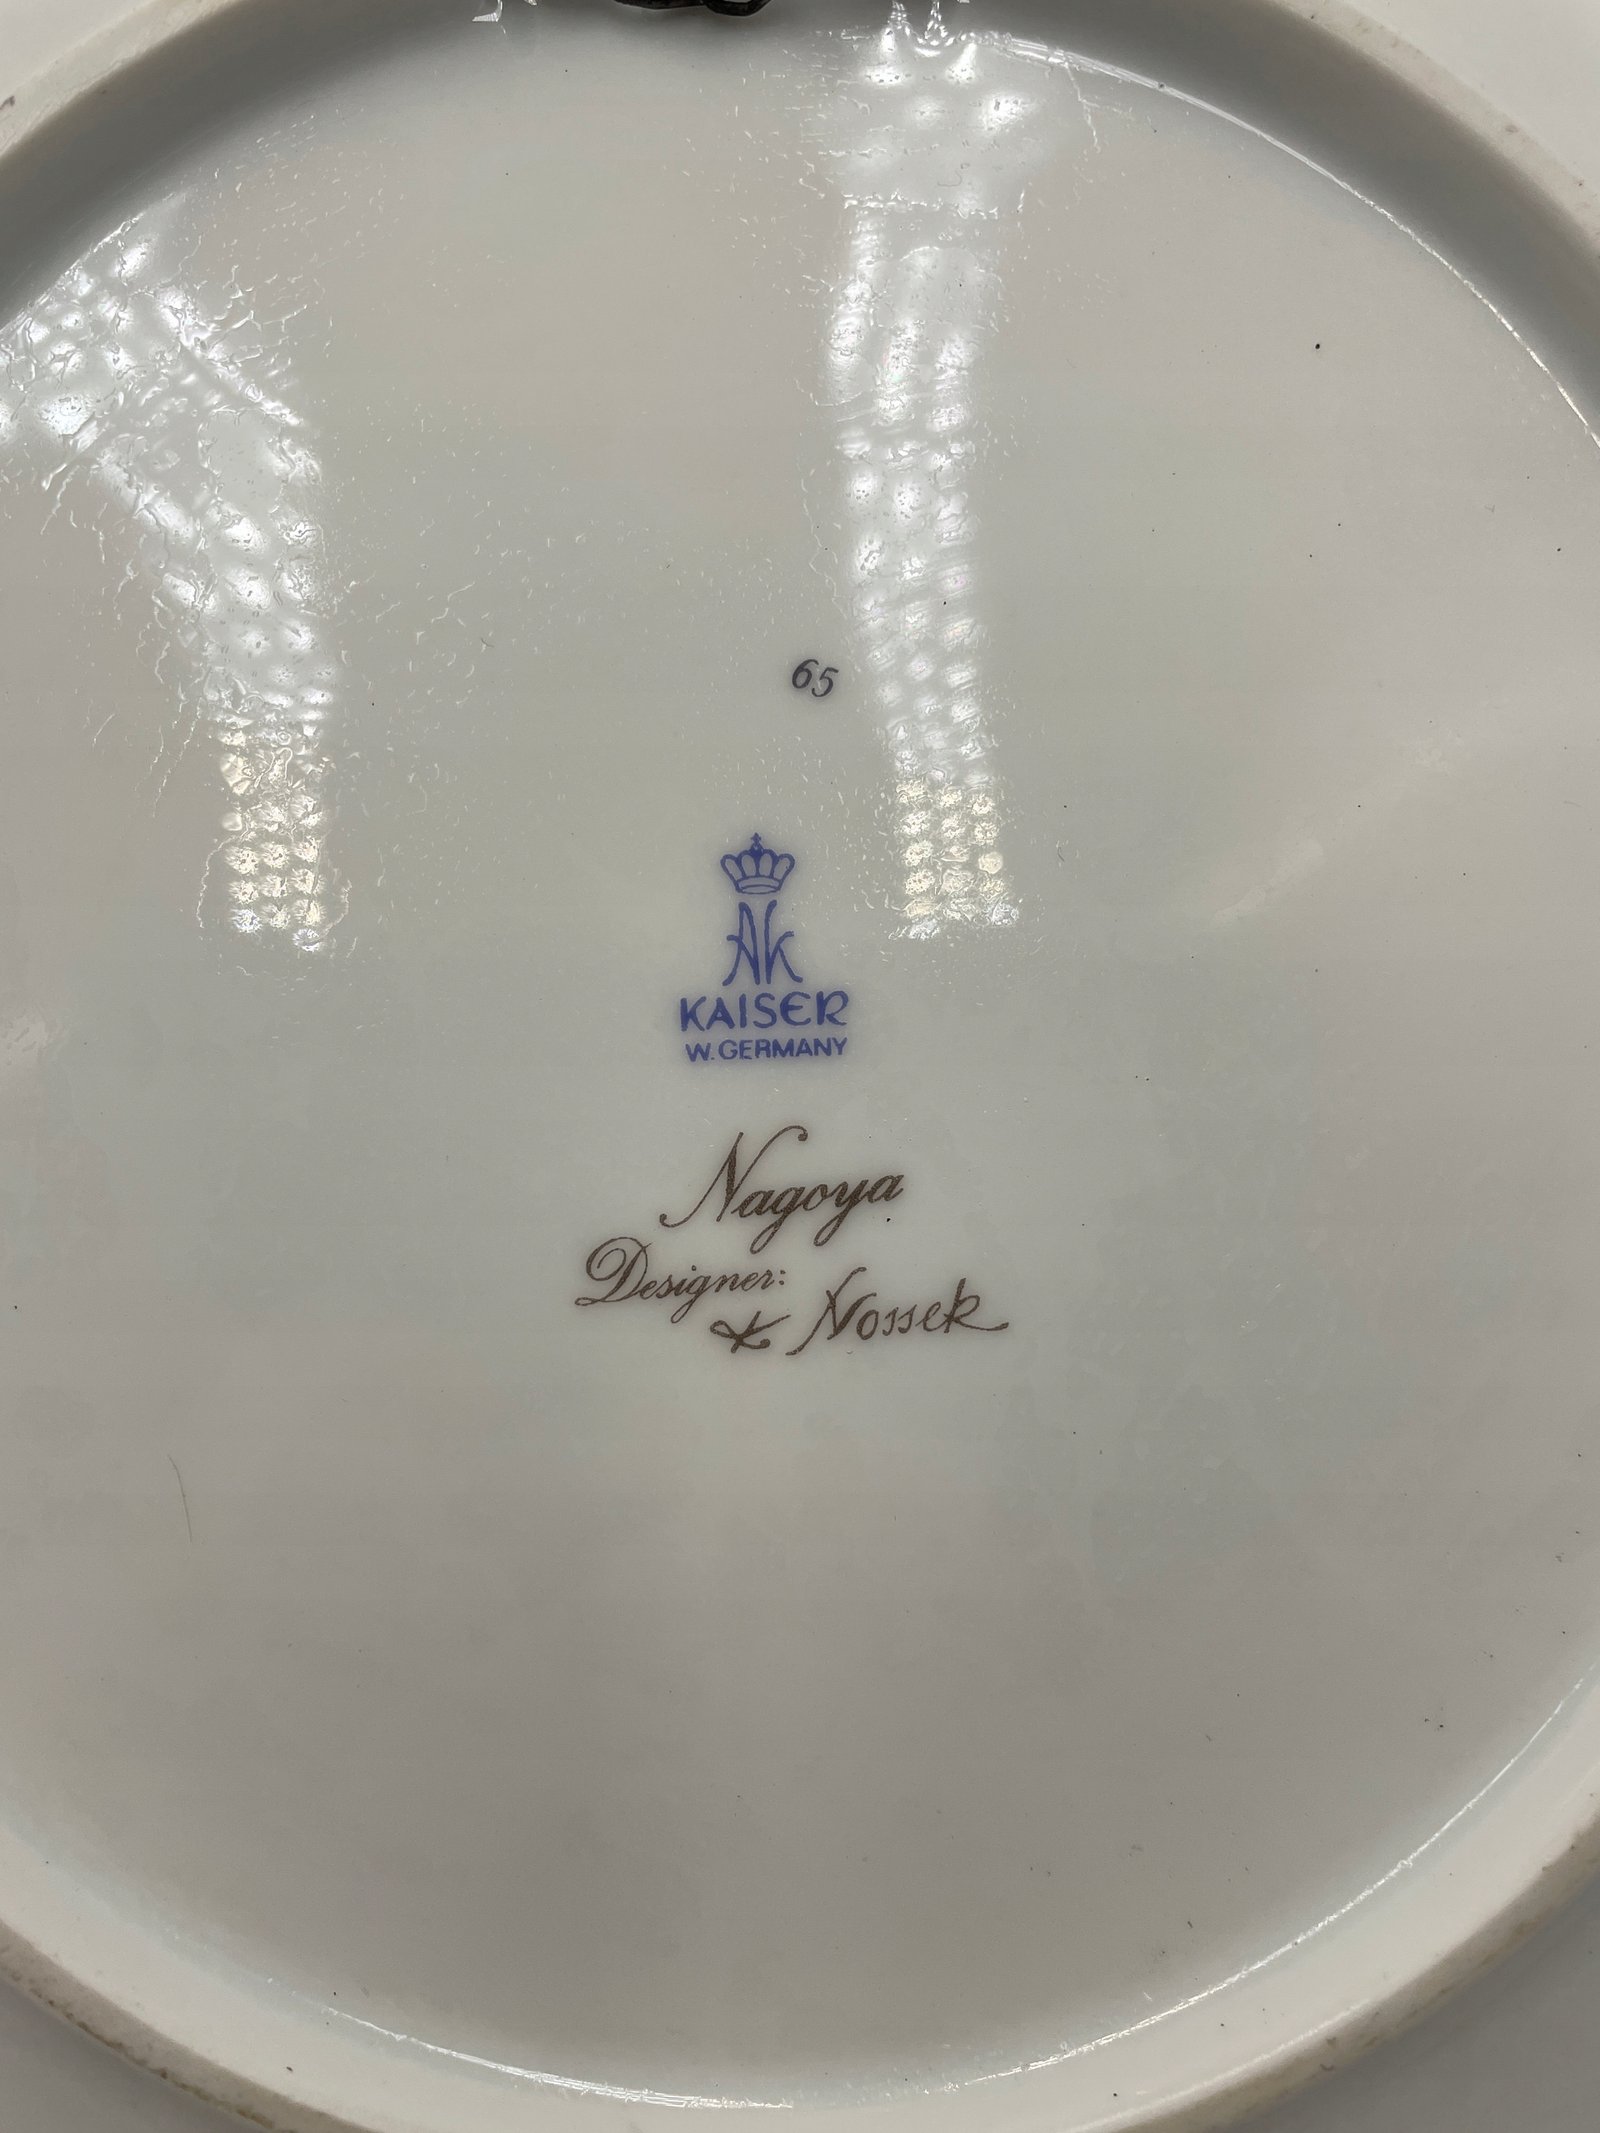 65
AK
KAISER
W. GERMANY
Nagoya
Designer:
K Nossek